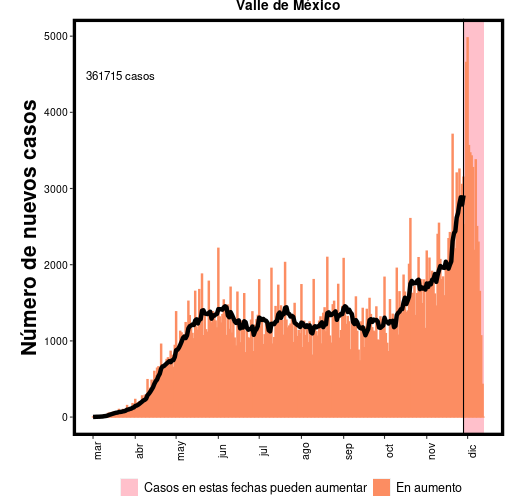 Valle de México
5000
361715 casos
4000
3000
2000
1000
0
Número de nuevos casos
mar
abr
may
jun
jul
ago
sep
oct
nov
dic
Casos en estas fechas pueden aumentar
En aumento